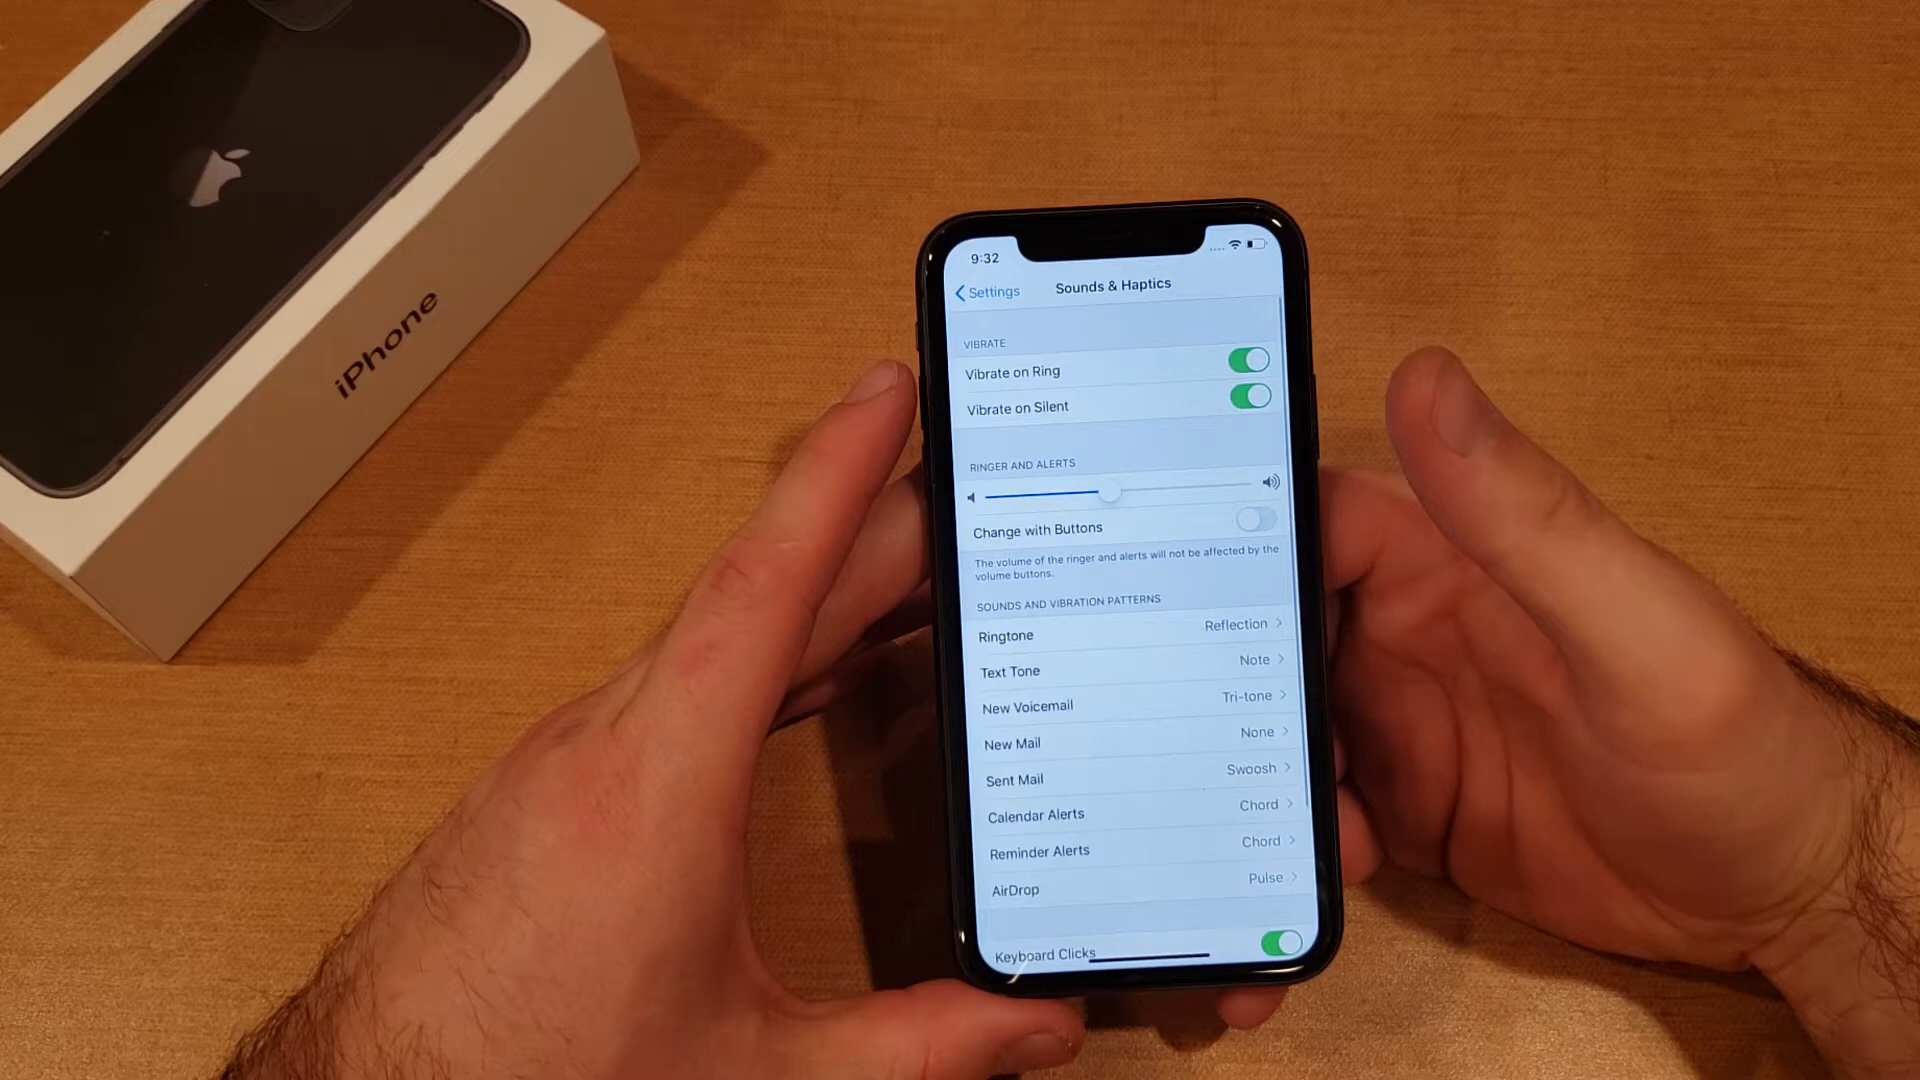 iPhone
9:32
Settings
Sounds & Haptics
VIBRATE
Vibrate on Ring
Vibrate on Silent
RINGER AND ALERTS
Change with Buttons
The volume of the ringer and alerts will not be affected by the
volume buttons.
SOUNDS AND VIBRATION PATTERNS
Ringtone Reflection
Text Tone Note
New Voicemail Tri-tone
New Mail None
Sent Mail Swoosh
Calendar Alerts Chord
Reminder Alerts Chord
AirDrop Pulse
Keyboard Clicks